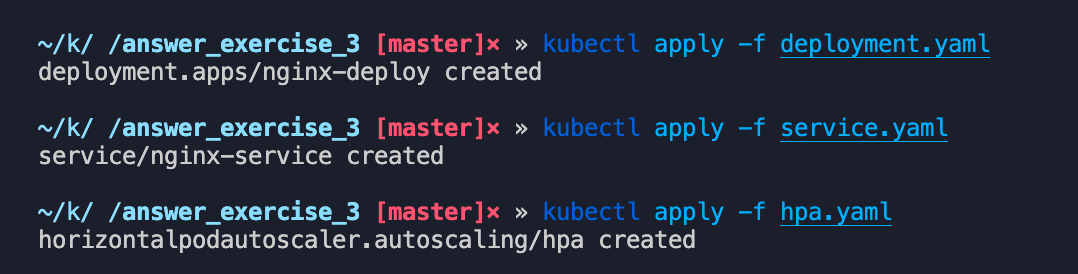 ~/k/ /answer_exercise_3 [master]× » kubectl apply -f deployment.yaml
deployment.apps/nginx-deploy created
~/k/ /answer_exercise_3 [master]× » kubectl apply -f service.yaml
service/nginx-service created
~/k/ /answer_exercise_3 [master]× » kubectl apply -f hpa.yaml
horizontalpodautoscaler.autoscaling/hpa created